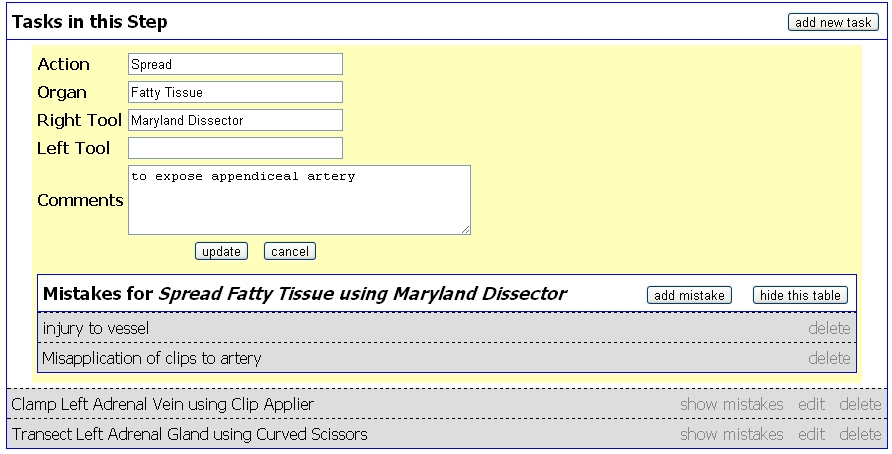 Tasks in this Step add new task
Action Spread
Organ Fatty Tissue
Right Tool Maryland Dissector
Left Tool
Comments to expose appendiceal artery
update cancel
Mistakes for Spread Fatty Tissue using Maryland Dissector add mistake hide this table
injury to vessel delete
Misapplication of clips to artery delete
Clamp Left Adrenal Vein using Clip Applier show mistakes edit delete
Transect Left Adrenal Gland using Curved Scissors show mistakes edit delete